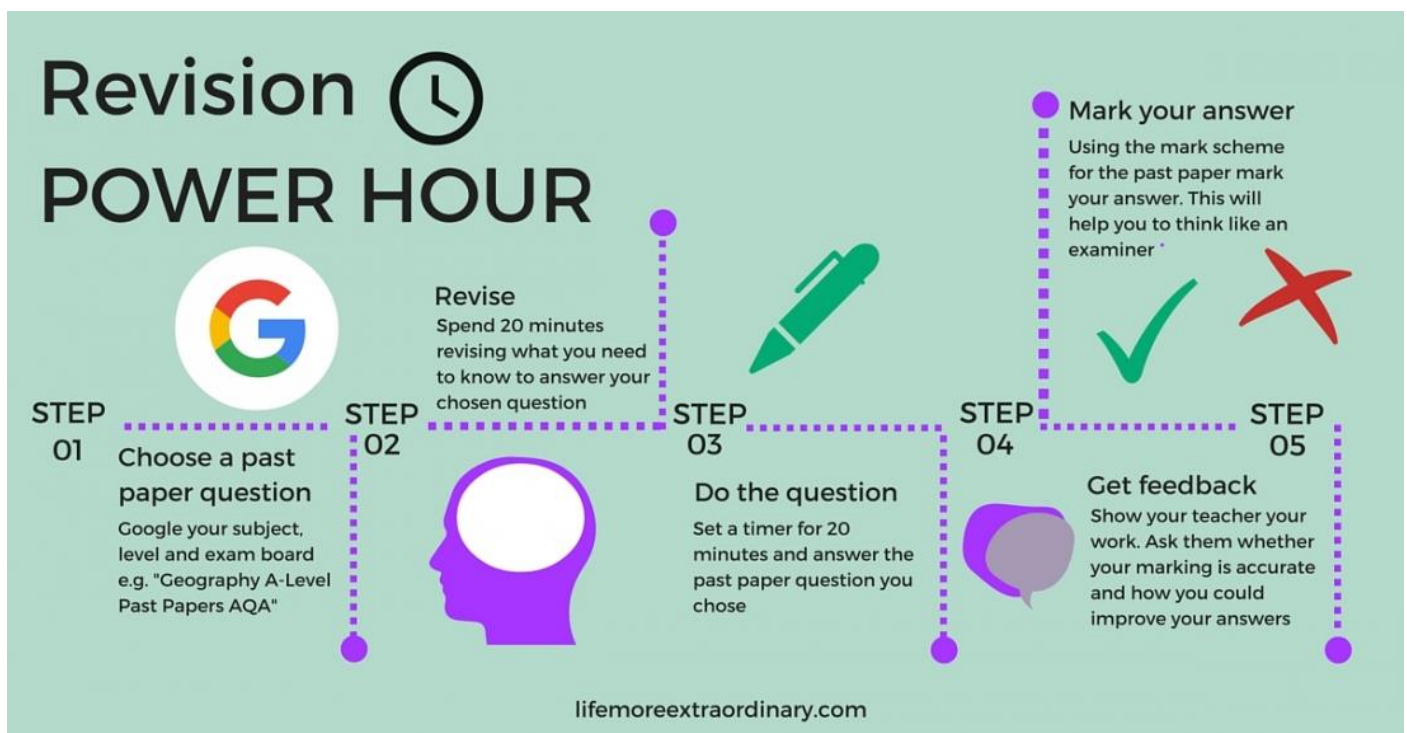 Revision
POWER HOUR
STEP
01
Choose a past
paper question
Google your subject,
level and exam board
e.g. "Geography A-Level
Past Papers AQA"
STEP
02
Revise
Spend 20 minutes
revising what you need
to know to answer your
chosen question
STEP
03
Do the question
Set a timer for 20
minutes and answer the
past paper question you
chose
STEP
04
Mark your answer
Using the mark scheme
for the past paper mark
your answer. This will
help you to think like an
examiner
STEP
05
Get feedback
Show your teacher your
work. Ask them whether
your marking is accurate
and how you could
improve your answers
lifemoreextraordinary.com